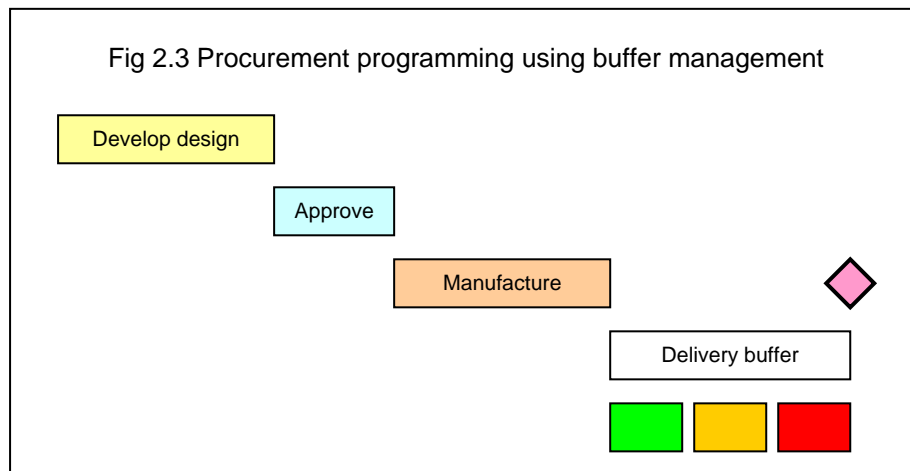 Fig 2.3 Procurement programming using buffer management
Develop design
Approve
Manufacture
Delivery buffer